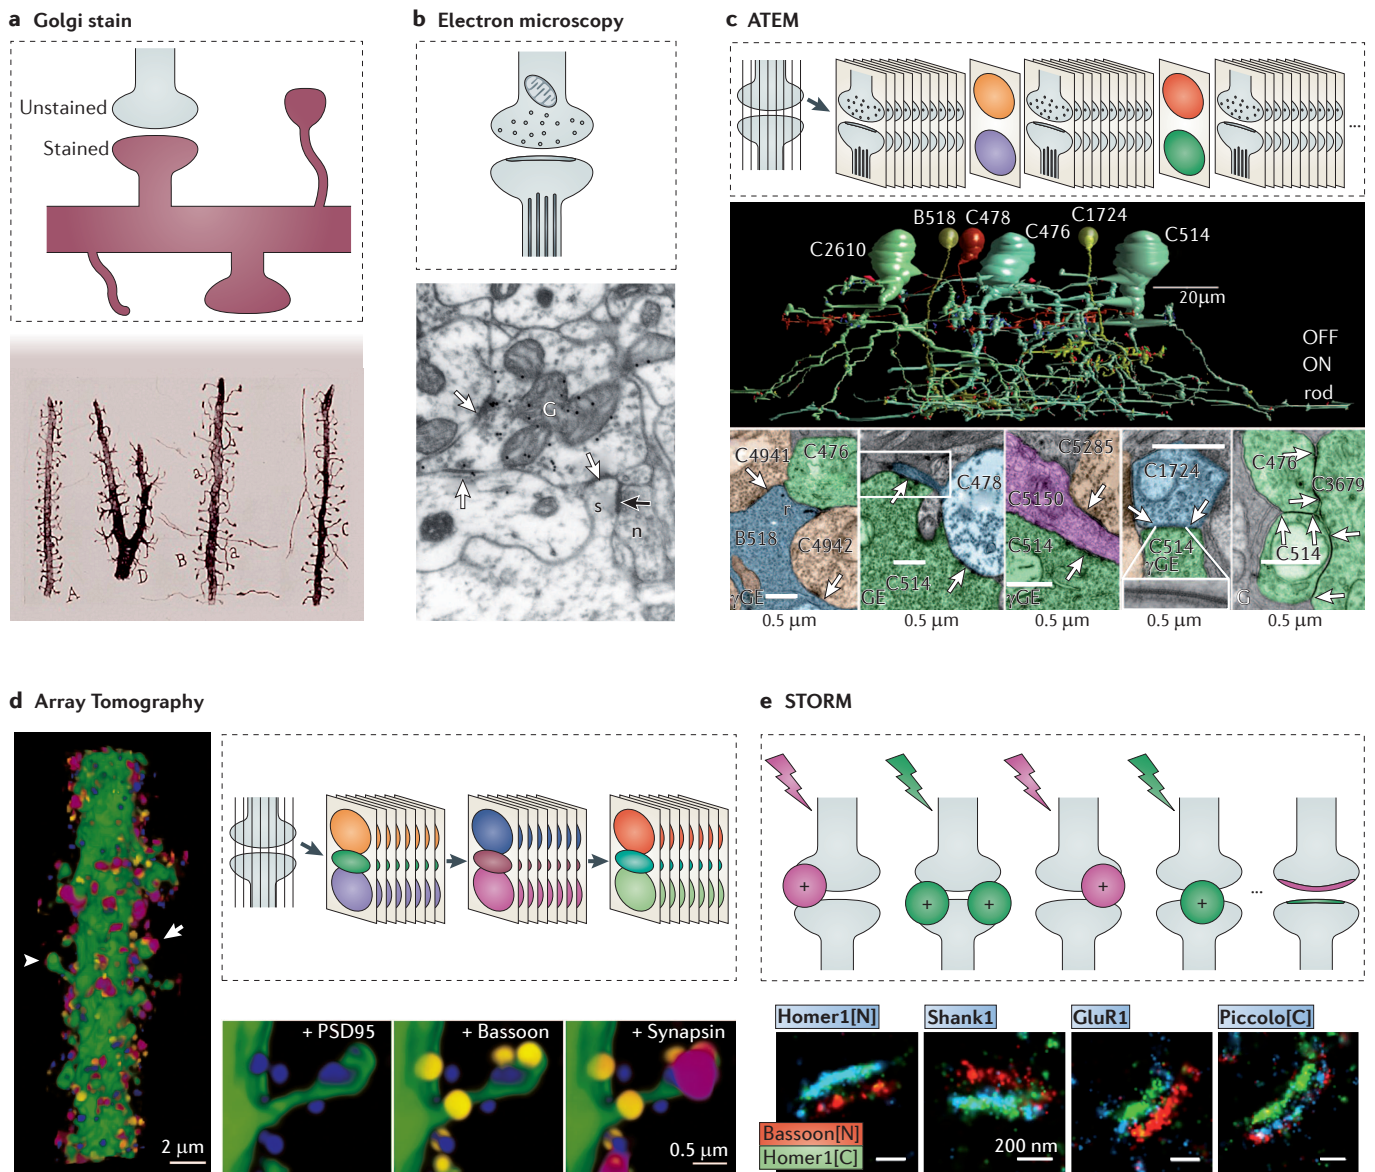 a Golgi stain
Unstained
Stained
A
D
B
a
b Electron microscopy
G
s
n
c ATEM
...
B518
C478
C1724
C2610
C476
C514
20μm
OFF
ON
rod
C4941
C476
r
B518
C4942
γGE
0.5 μm
C478
C514
GE
0.5 μm
C5285
C5150
C514
γGE
0.5 μm
C1724
C514
γGE
0.5 μm
C476
C3679
C514
G
0.5 μm
d Array Tomography
2 μm
+ PSD95
+ Bassoon
+ Synapsin
0.5 μm
e STORM
+
+
+
+
+
...
Homer1[N]
Shank1
GluR1
Piccolo[C]
Bassoon[N]
Homer1[C]
200 nm